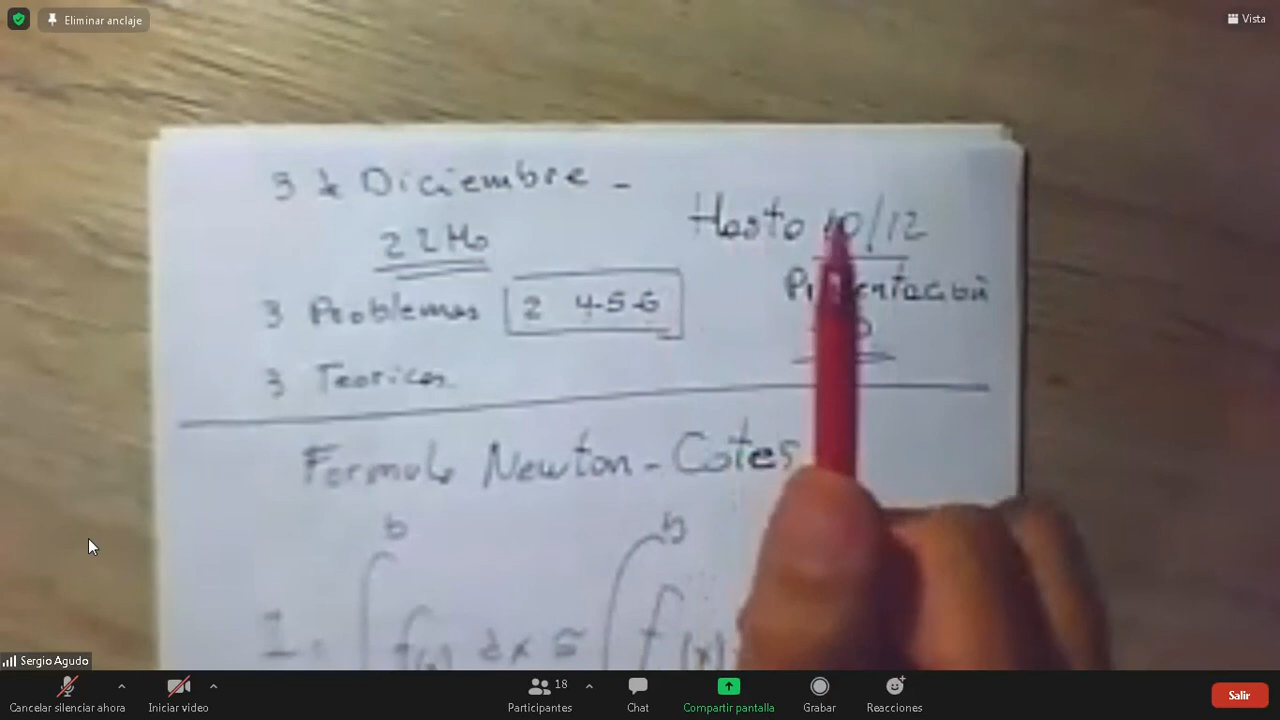 Eliminar anclaje
Vista
3 de Diciembre -
22 Hs
Hasta 10/12
3 Problemas 2 4-5-6
3 Teoricos
Formula Newton - Cotes
b b
I = ∫ f(x) dx ≅ ∫ f (x)
Sergio Agudo
Cancelar silenciar ahora
Iniciar video
18
Participantes
Chat
Compartir pantalla
Grabar
Reacciones
Salir